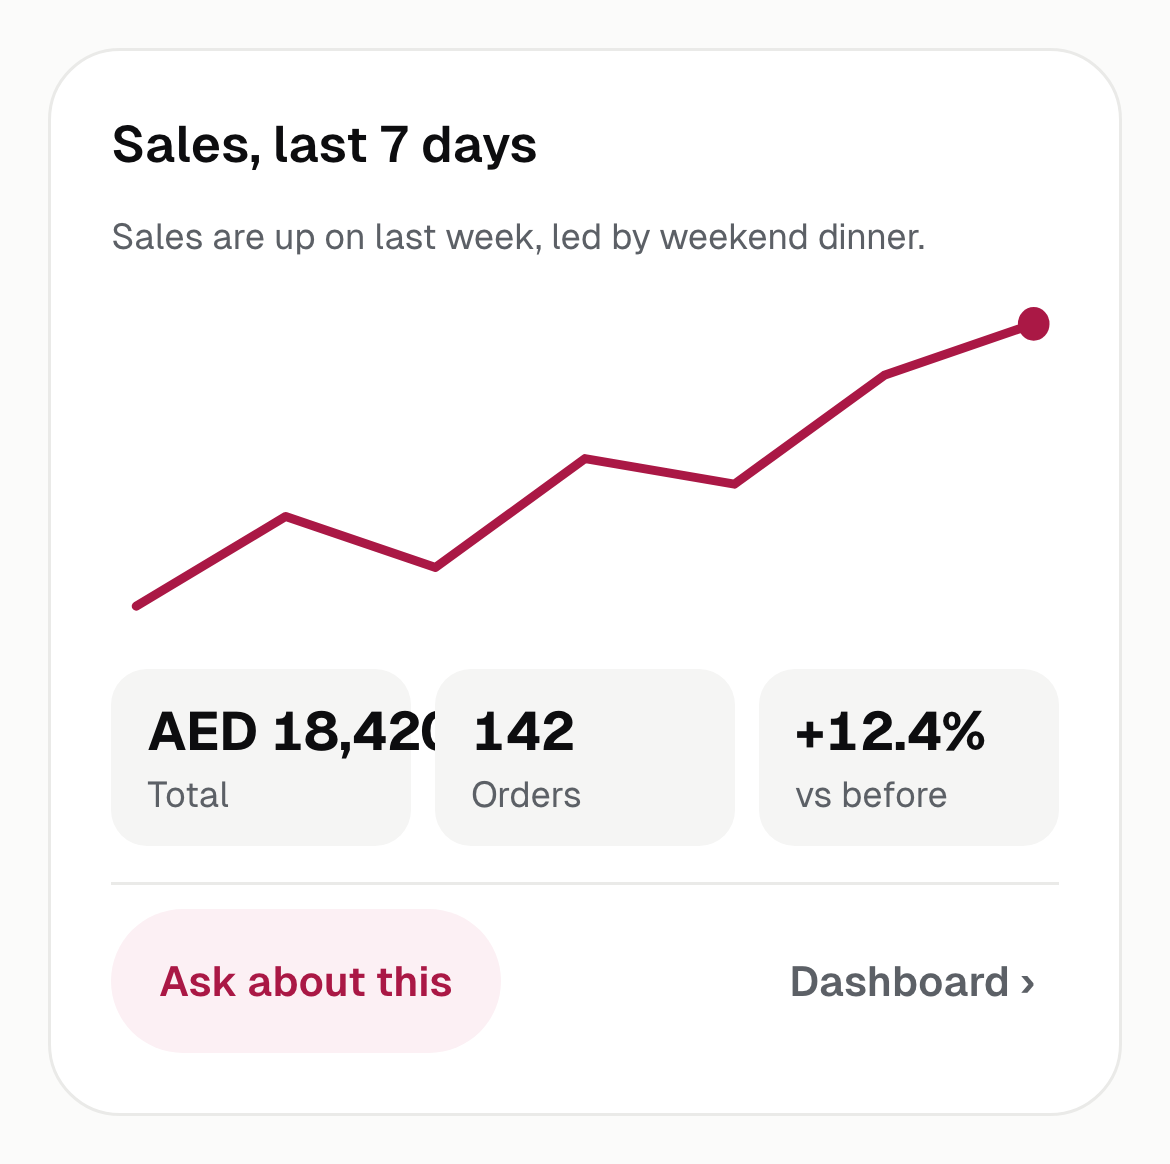 Sales, last 7 days
Sales are up on last week, led by weekend dinner.
AED 18,420
Total
142
Orders
+12.4%
vs before
Ask about this
Dashboard ›